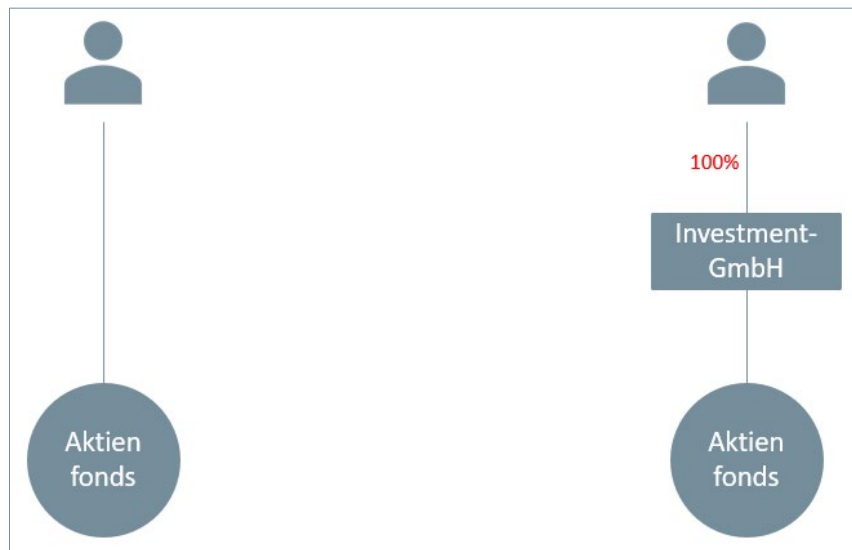 100%
Investment-
GmbH
Aktien
fonds
Aktien
fonds